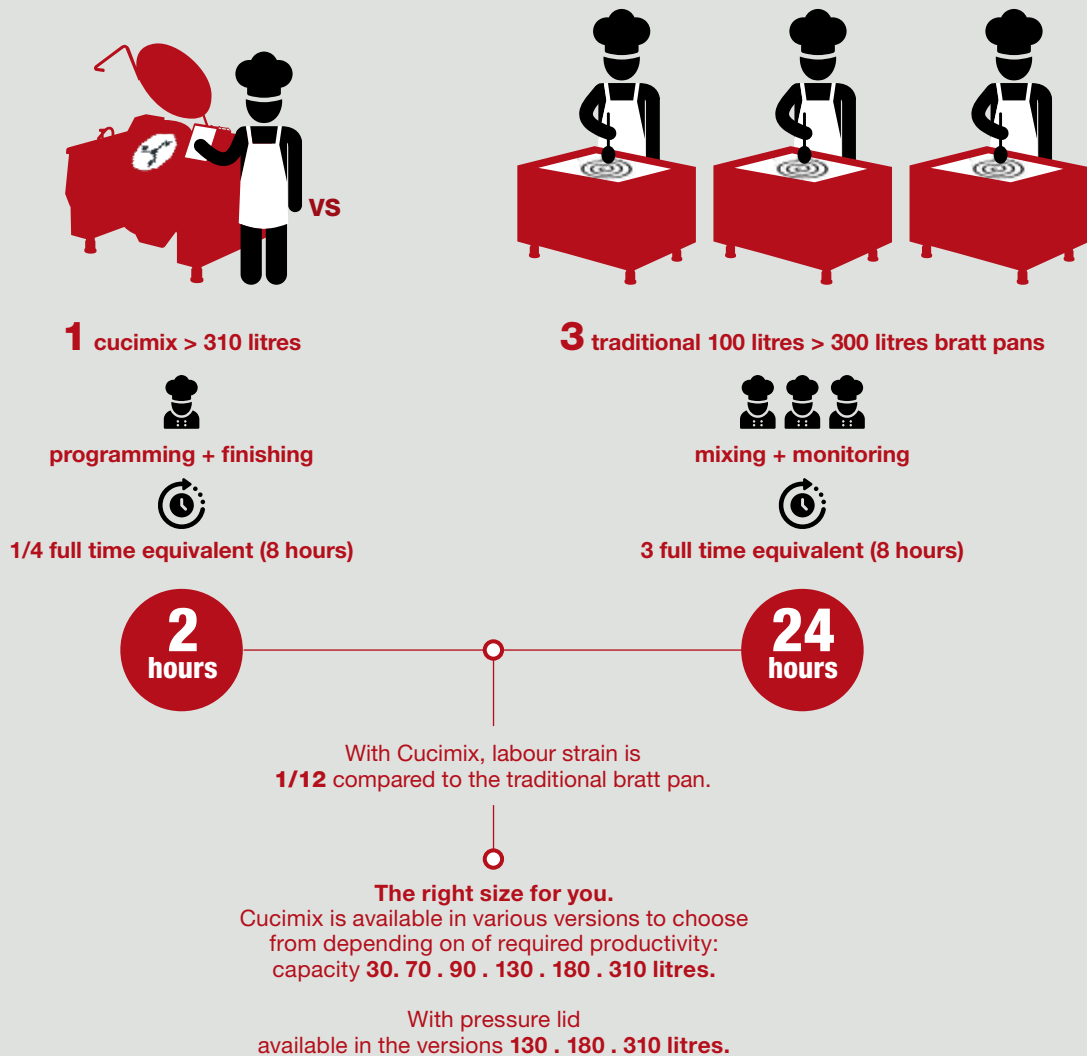 vs
1 cucimix > 310 litres
programming + finishing
1/4 full time equivalent (8 hours)
2
hours
3 traditional 100 litres > 300 litres bratt pans
mixing + monitoring
3 full time equivalent (8 hours)
24
hours
With Cucimix, labour strain is
1/12 compared to the traditional bratt pan.
The right size for you.
Cucimix is available in various versions to choose
from depending on of required productivity:
capacity 30. 70 . 90 . 130 . 180 . 310 litres.
With pressure lid
available in the versions 130 . 180 . 310 litres.